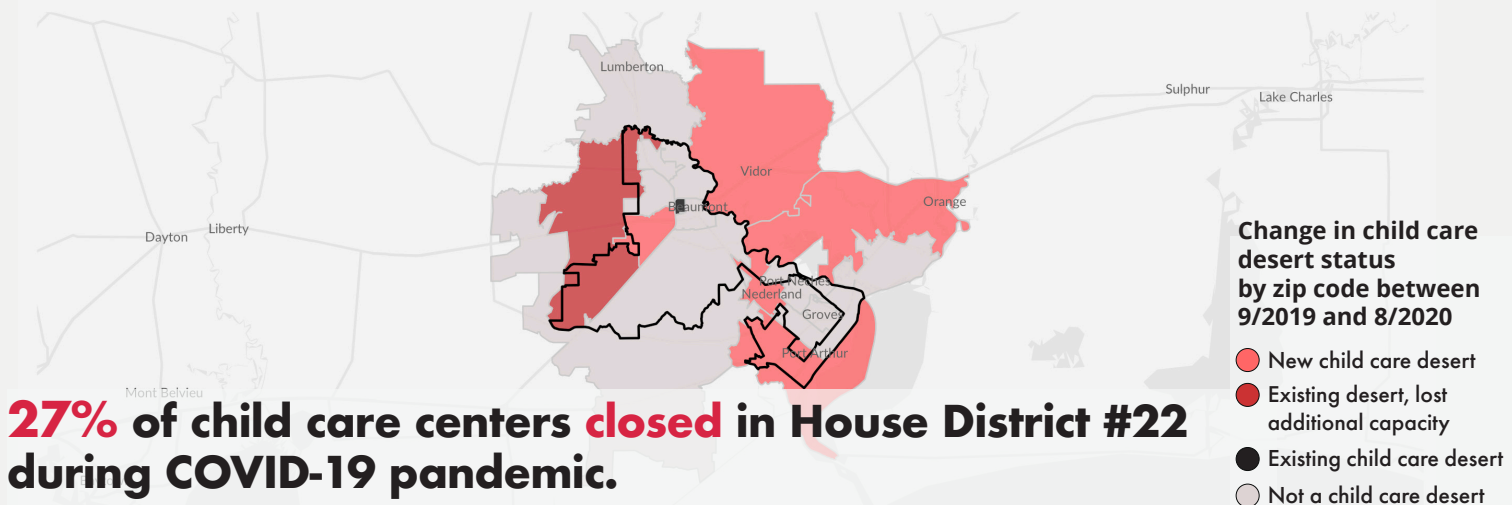 Lumberton
Sulphur
Lake Charles
Vidor
Orange
Beaumont
Dayton
Liberty
Port Neches
Nederland
Groves
Port Arthur
Mont Belvieu
Change in child care
desert status
by zip code between
9/2019 and 8/2020
New child care desert
Existing desert, lost
additional capacity
Existing child care desert
Not a child care desert
27% of child care centers closed in House District #22
during COVID-19 pandemic.